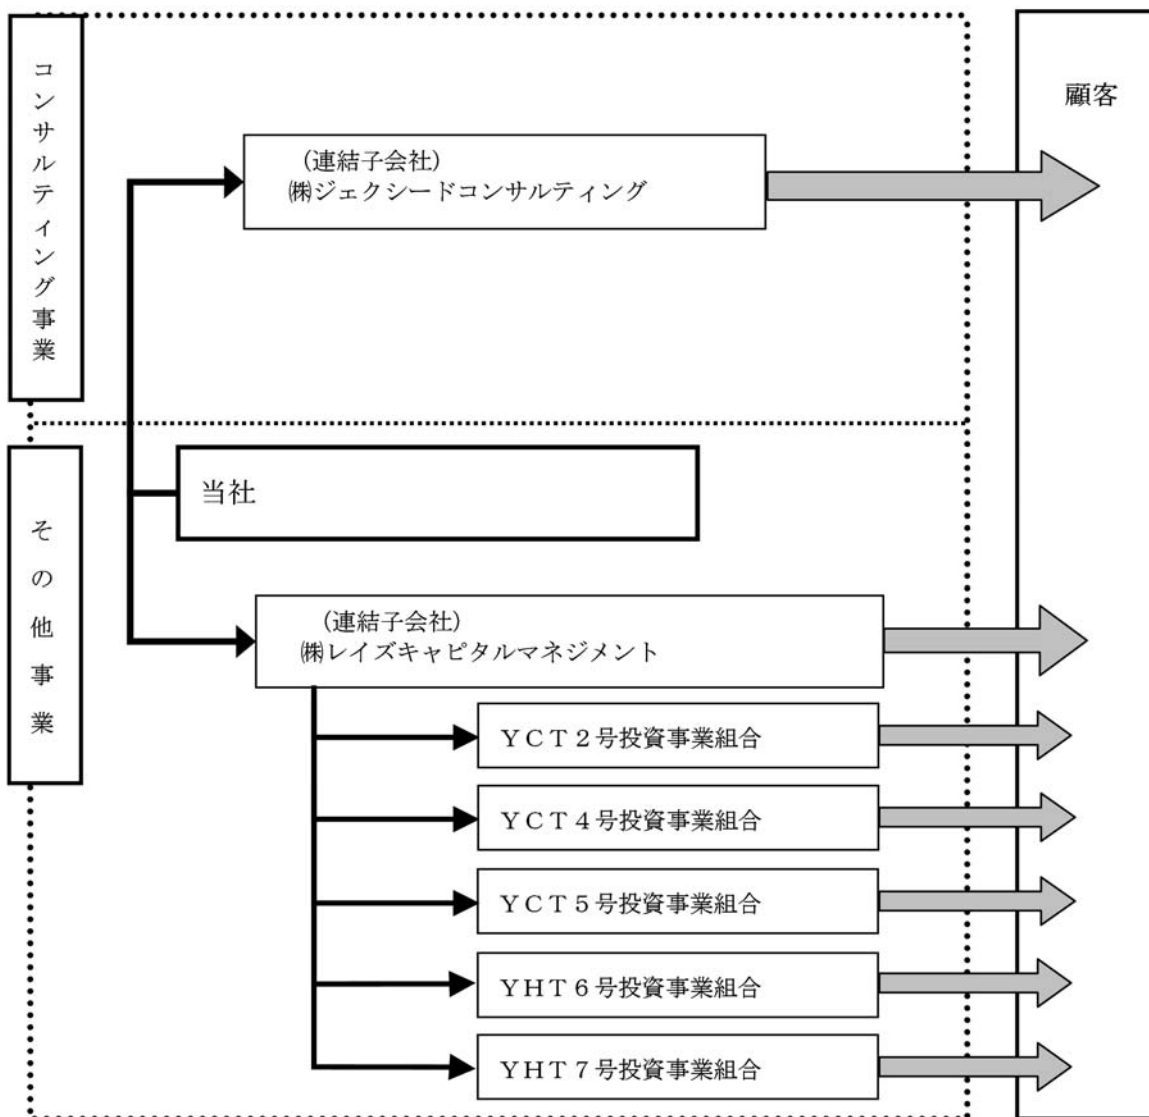 コンサルティング事業
顧客
（連結子会社）
㈱ジェクシードコンサルティング
当社
その他事業
（連結子会社）
㈱レイズキャピタルマネジメント
ＹＣＴ２号投資事業組合
ＹＣＴ４号投資事業組合
ＹＣＴ５号投資事業組合
ＹＨＴ６号投資事業組合
ＹＨＴ７号投資事業組合